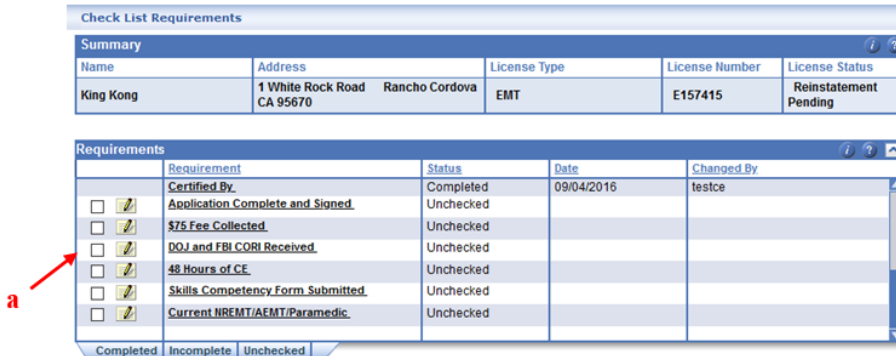 Check List Requirements
Summary
Name Address License Type License Number License Status
King Kong 1 White Rock Road Rancho Cordova CA 95670 EMT E157415 Reinstatement Pending
Requirements
Requirement Status Date Changed By
Certified By Completed 09/04/2016 testce
Application Complete and Signed Unchecked
$75 Fee Collected Unchecked
DOJ and FBI CORI Received Unchecked
a
48 Hours of CE Unchecked
Skills Competency Form Submitted Unchecked
Current NREMT/AEMT/Paramedic Unchecked
Completed Incomplete Unchecked